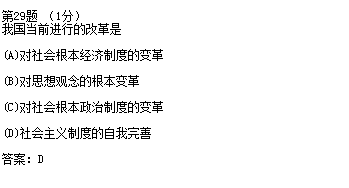 第29题 （1分）
我国当前进行的改革是
(A)对社会根本经济制度的变革
(B)对思想观念的根本变革
(C)对社会根本政治制度的变革
(D)社会主义制度的自我完善
答案：D